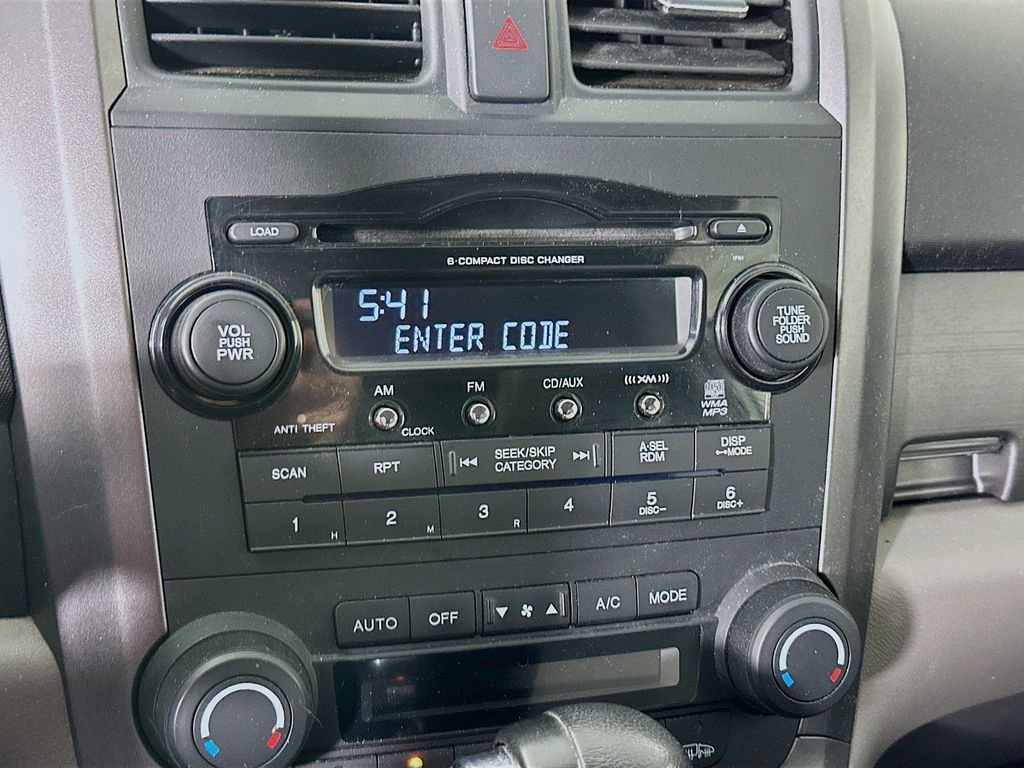 LOAD
6·COMPACT DISC CHANGER
5:41
ENTER CODE
VOL
PUSH
PWR
TUNE
FOLDER
PUSH
SOUND
AM
FM
CD/AUX
(((XM)))
CLOCK
ANTI THEFT
WMA
MP3
SCAN
RPT
SEEK/SKIP
CATEGORY
A·SEL
RDM
DISP
MODE
1 H
2 M
3 R
4
5
DISC−
6
DISC+
AUTO
OFF
A/C
MODE